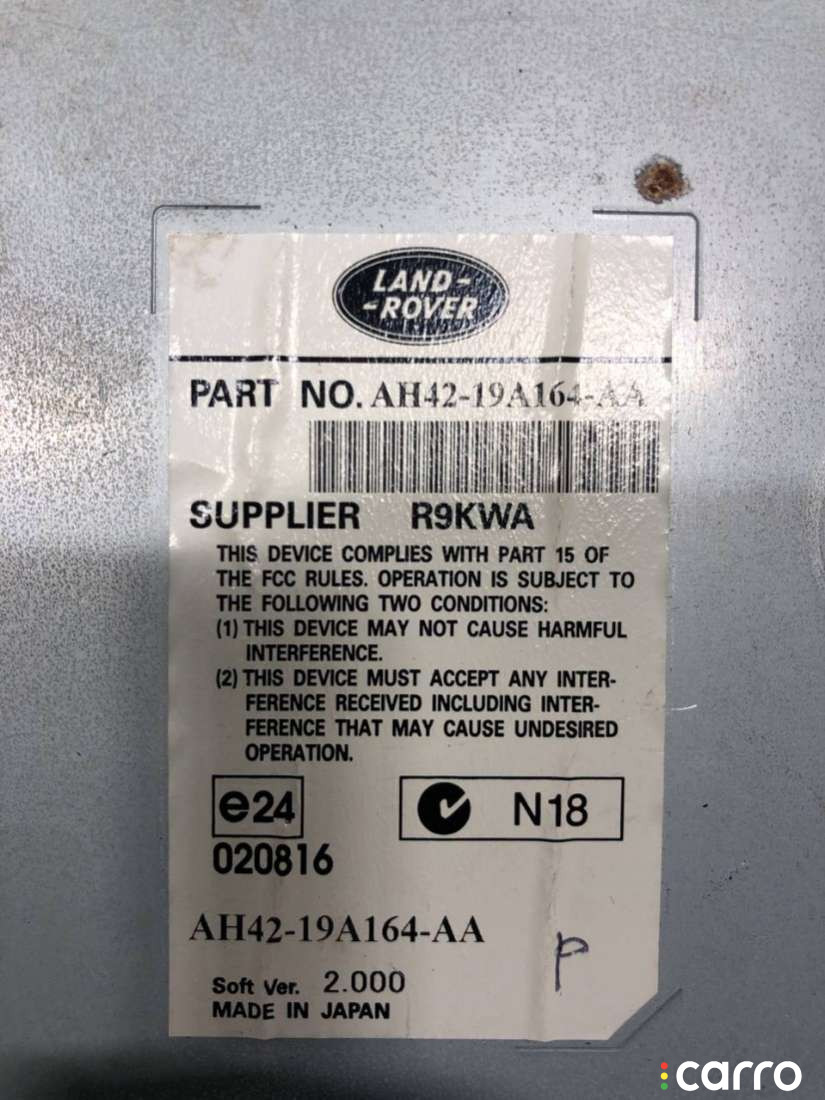 LAND-
-ROVER
PART NO. AH42-19A164-AA
SUPPLIER R9KWA
THIS DEVICE COMPLIES WITH PART 15 OF
THE FCC RULES. OPERATION IS SUBJECT TO
THE FOLLOWING TWO CONDITIONS:
(1) THIS DEVICE MAY NOT CAUSE HARMFUL
INTERFERENCE.
(2) THIS DEVICE MUST ACCEPT ANY INTER-
FERENCE RECEIVED INCLUDING INTER-
FERENCE THAT MAY CAUSE UNDESIRED
OPERATION.
e24 N18
020816
AH42-19A164-AA
P
Soft Ver. 2.000
MADE IN JAPAN
carro